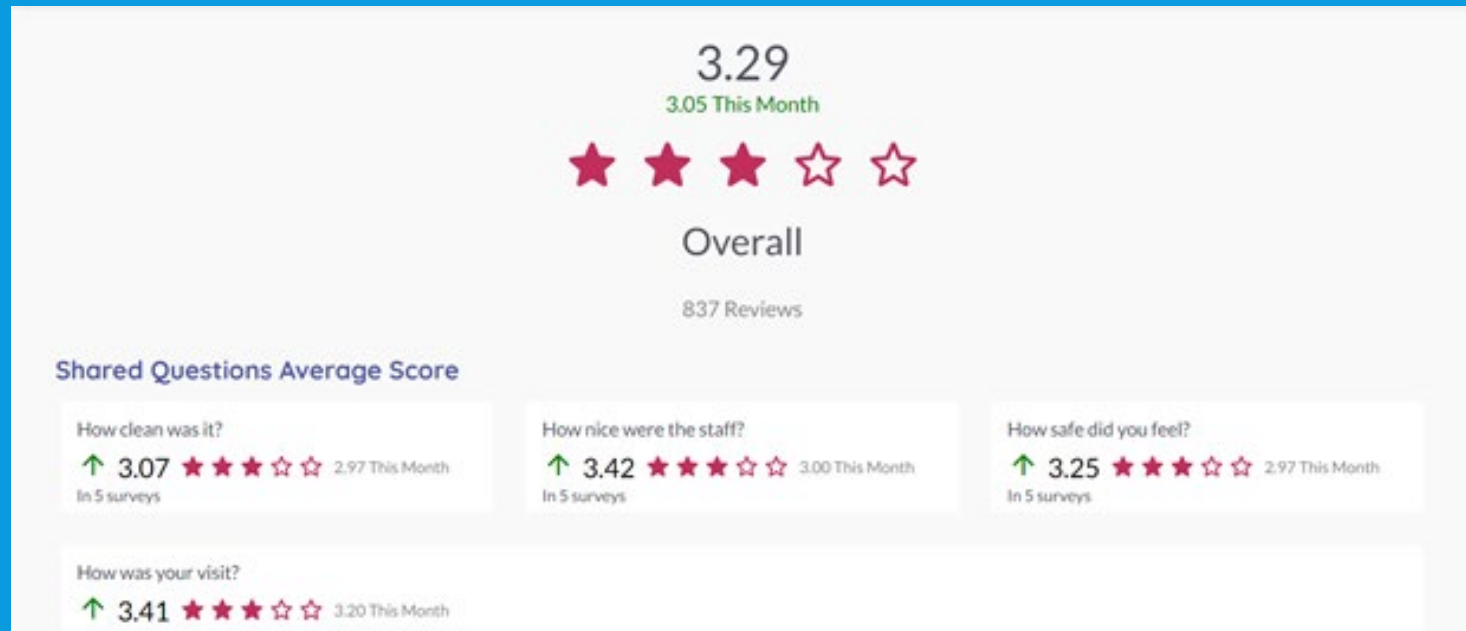 3.29
3.05 This Month
Overall
837 Reviews
Shared Questions Average Score
How clean was it?
3.07 2.97 This Month
In 5 surveys
How nice were the staff?
3.42 3.00 This Month
In 5 surveys
How safe did you feel?
3.25 2.97 This Month
In 5 surveys
How was your visit?
3.41 3.20 This Month